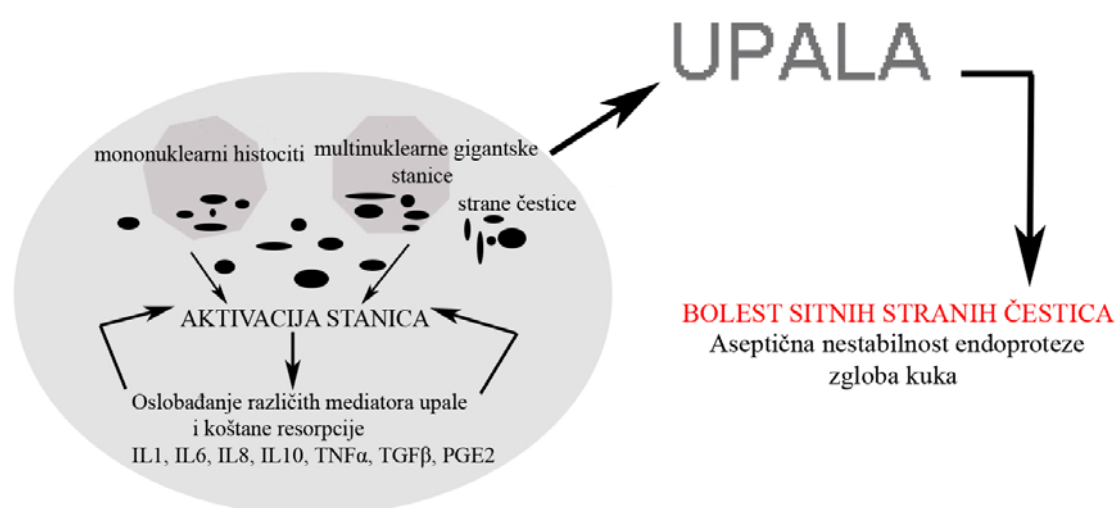 UPALA
mononuklearni histociti
multinuklearne gigantske
stanice
strane čestice
AKTIVACIJA STANICA
Oslobađanje različith mediatora upale
i koštane resorpcije
IL1, IL6, IL8, IL10, TNFα, TGFβ, PGE2
BOLEST SITNIH STRANIH ČESTICA
Aseptična nestabilnost endoproteze
zgloba kuka